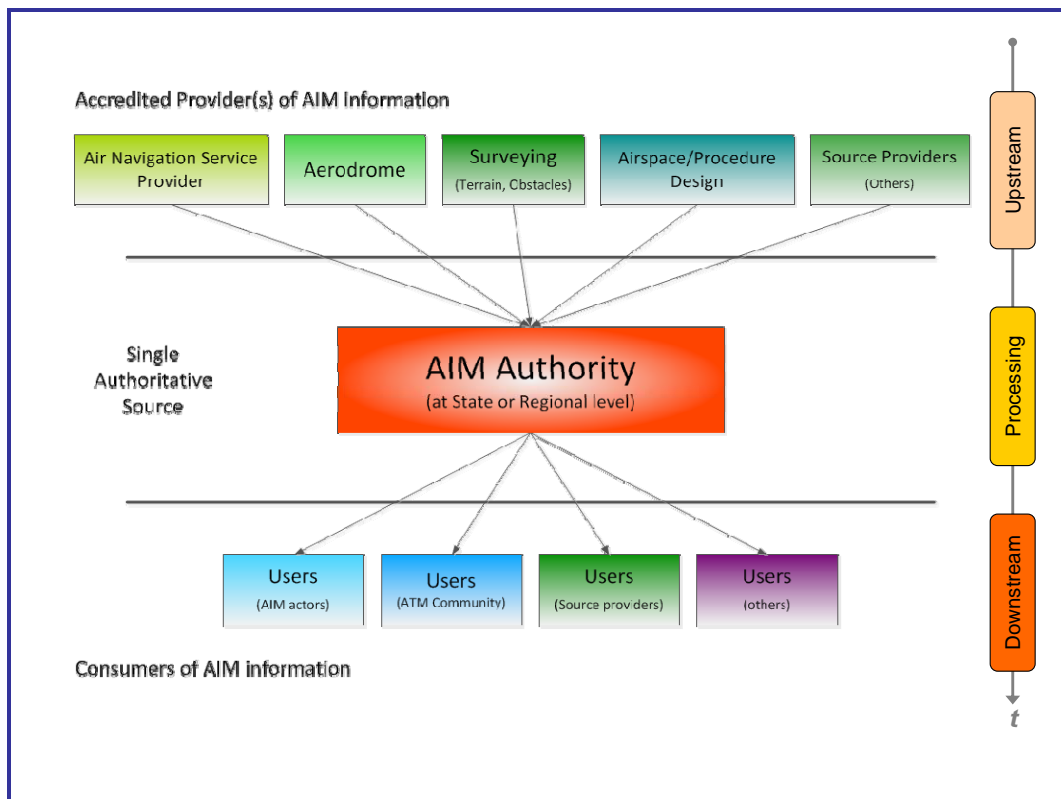 Accredited Provider(s) of AIM information
Air Navigation Service
Provider
Aerodrome
Surveying
(Terrain, Obstacles)
Airspace/Procedure
Design
Source Providers
(Others)
Upstream
Single
Authoritative
Source
AIM Authority
(at State or Regional level)
Processing
Users
(AIM actors)
Users
(ATM Community)
Users
(Source providers)
Users
(others)
Downstream
Consumers of AIM information
t